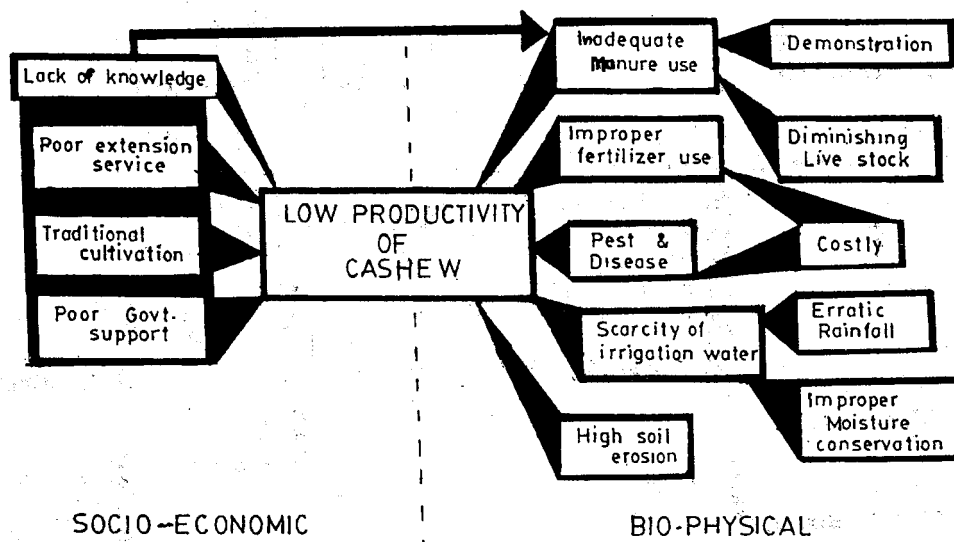 Lack of knowledge
Poor extension
service
Traditional
cultivation
Poor Govt-
support
LOW PRODUCTIVITY
OF
CASHEW
Inadequate
Manure use
Improper
fertilizer use
Pest &
Disease
Scarcity of
irrigation water
High soil
erosion
Demonstration
Diminishing
Live stock
Costly
Erratic
Rainfall
Improper
Moisture
conservation
SOCIO-ECONOMIC
BIO-PHYSICAL